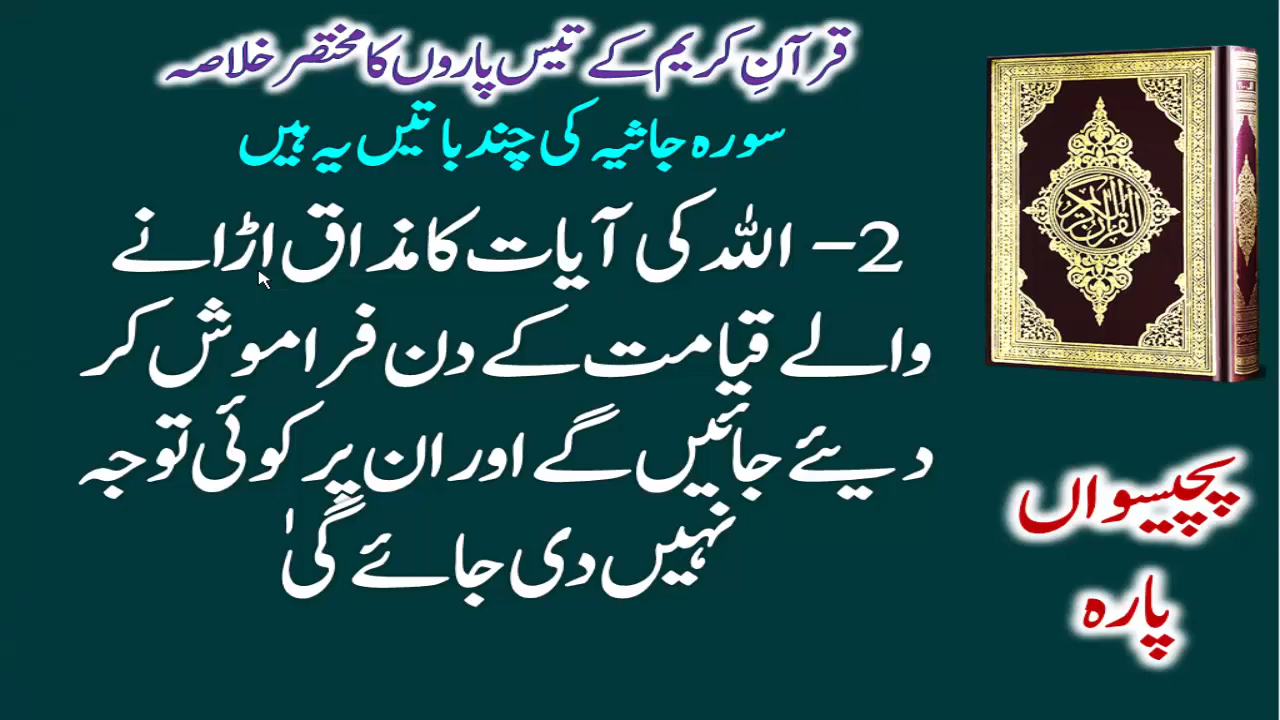 قرآنِ کریم کے تیس پاروں کا مختصر خلاصہ
سورہ جاثیہ کی چند باتیں یہ ہیں
2– اللہ کی آیات کا مذاق اڑانے
والے قیامت کے دن فراموش کر
دیئے جائیں گے اور ان پر کوئی توجہ
نہیں دی جائے گیٰ
القرآن الكريم
پچیسواں
پارہ